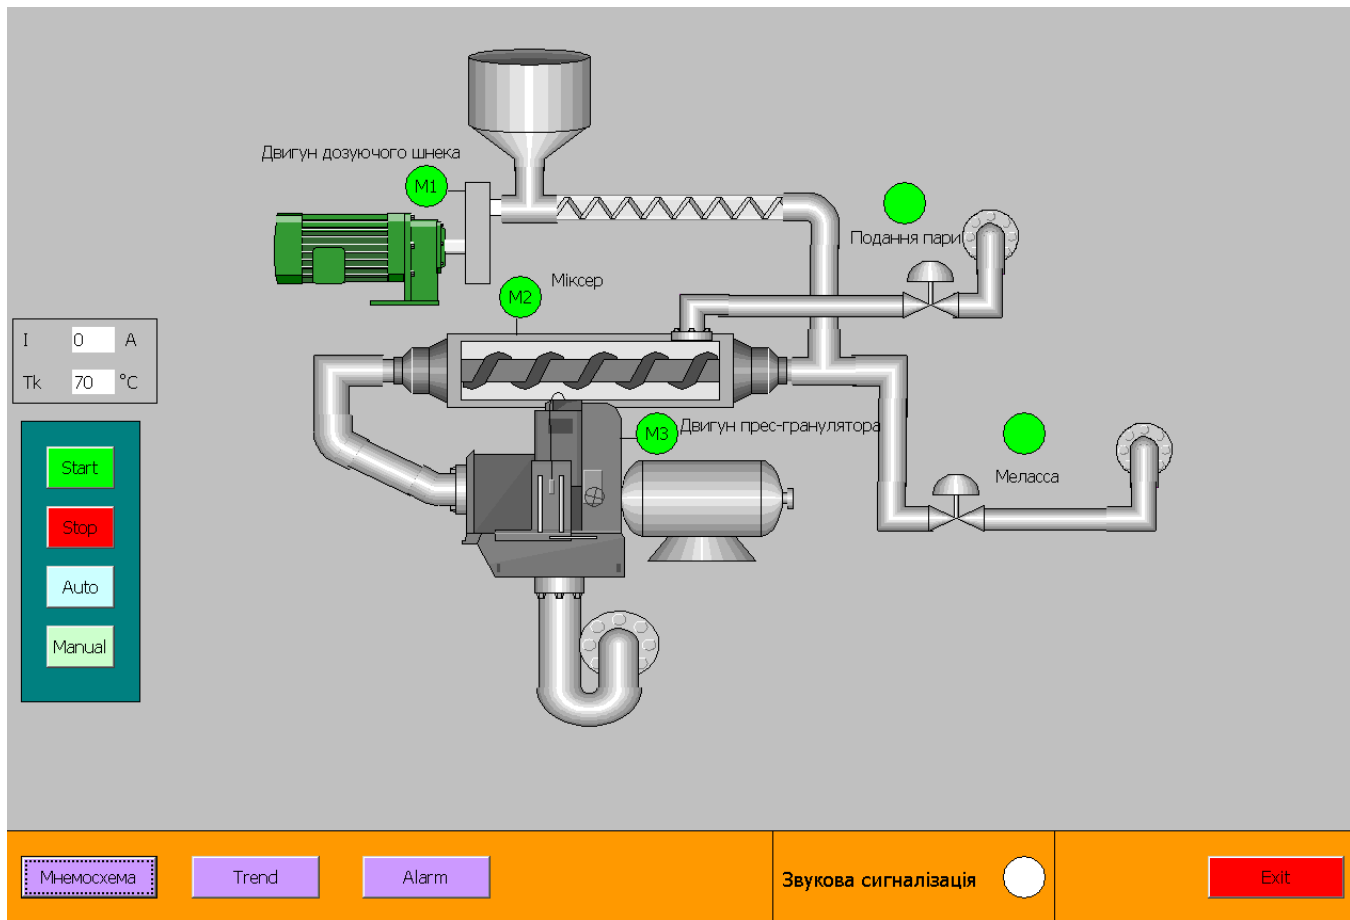 Двигун дозуючого шнека
M1
Подання пари
Міксер
M2
I 0 A
Tk 70 °C
M3 Двигун прес-гранулятора
Меласса
Start
Stop
Auto
Manual
Мнемосхема Trend Alarm Звукова сигналізація Exit